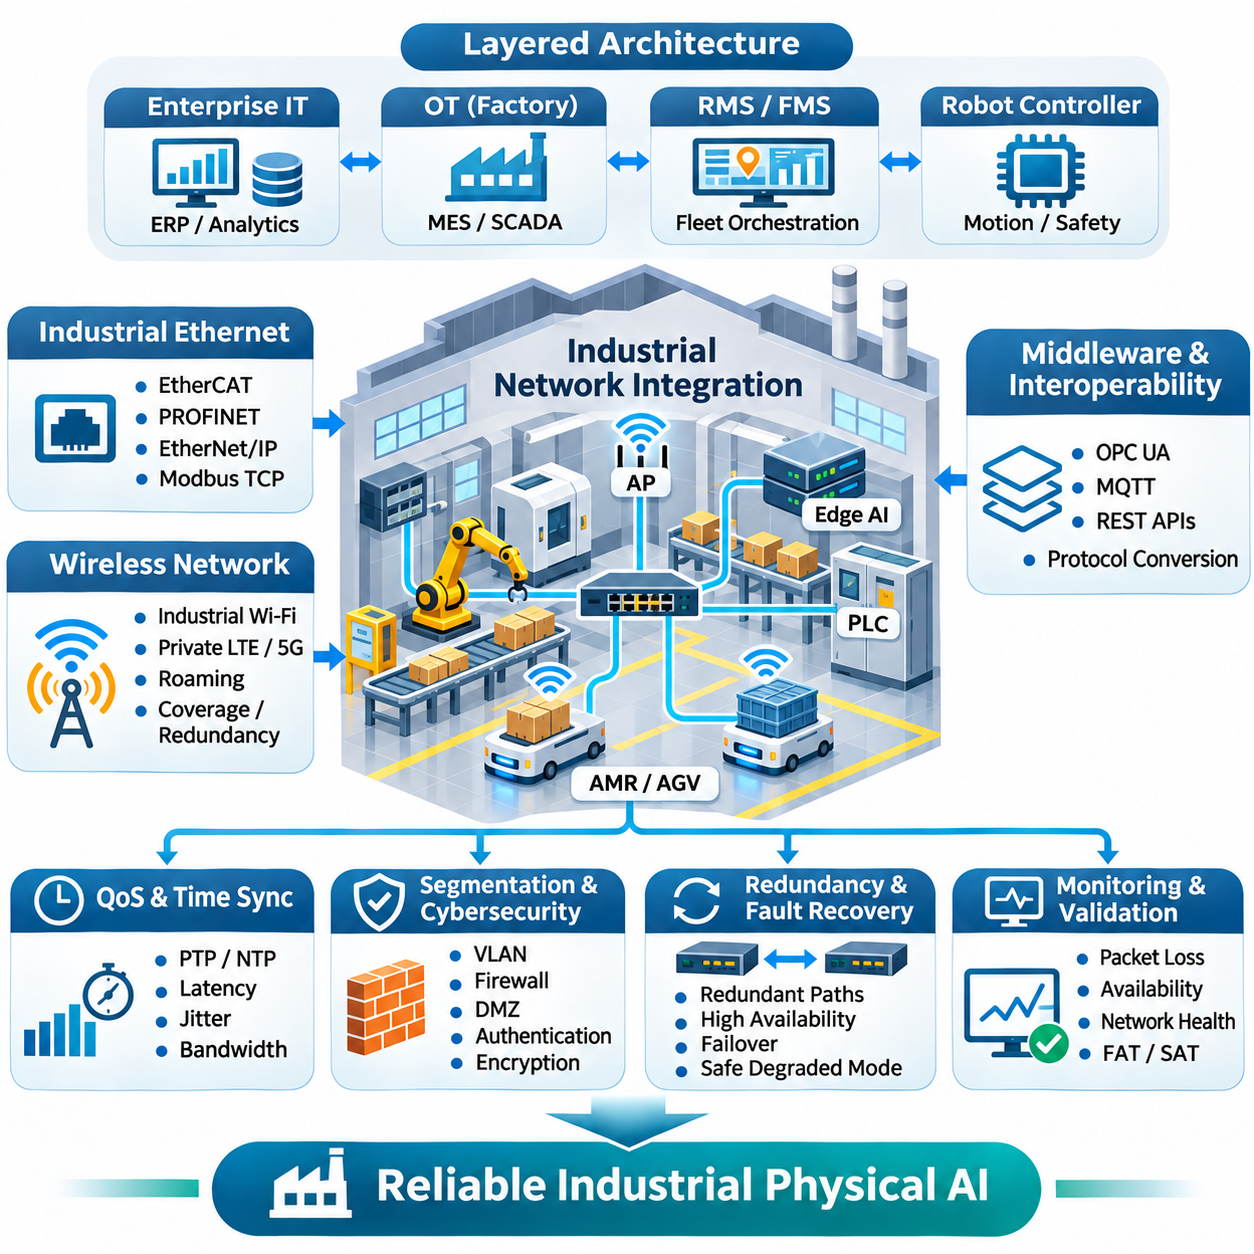 Layered Architecture
Enterprise IT
ERP / Analytics
OT (Factory)
MES / SCADA
RMS / FMS
Fleet Orchestration
Robot Controller
Motion / Safety
Industrial Ethernet
EtherCAT
PROFINET
EtherNet/IP
Modbus TCP
Wireless Network
Industrial Wi-Fi
Private LTE / 5G
Roaming
Coverage /
Redundancy
Industrial
Network Integration
AP
Edge AI
PLC
AMR / AGV
Middleware &
Interoperability
OPC UA
MQTT
REST APIs
Protocol Conversion
QoS & Time Sync
PTP / NTP
Latency
Jitter
Bandwidth
Segmentation &
Cybersecurity
VLAN
Firewall
DMZ
Authentication
Encryption
Redundancy &
Fault Recovery
Redundant Paths
High Availability
Failover
Safe Degraded Mode
Monitoring &
Validation
Packet Loss
Availability
Network Health
FAT / SAT
Reliable Industrial Physical AI